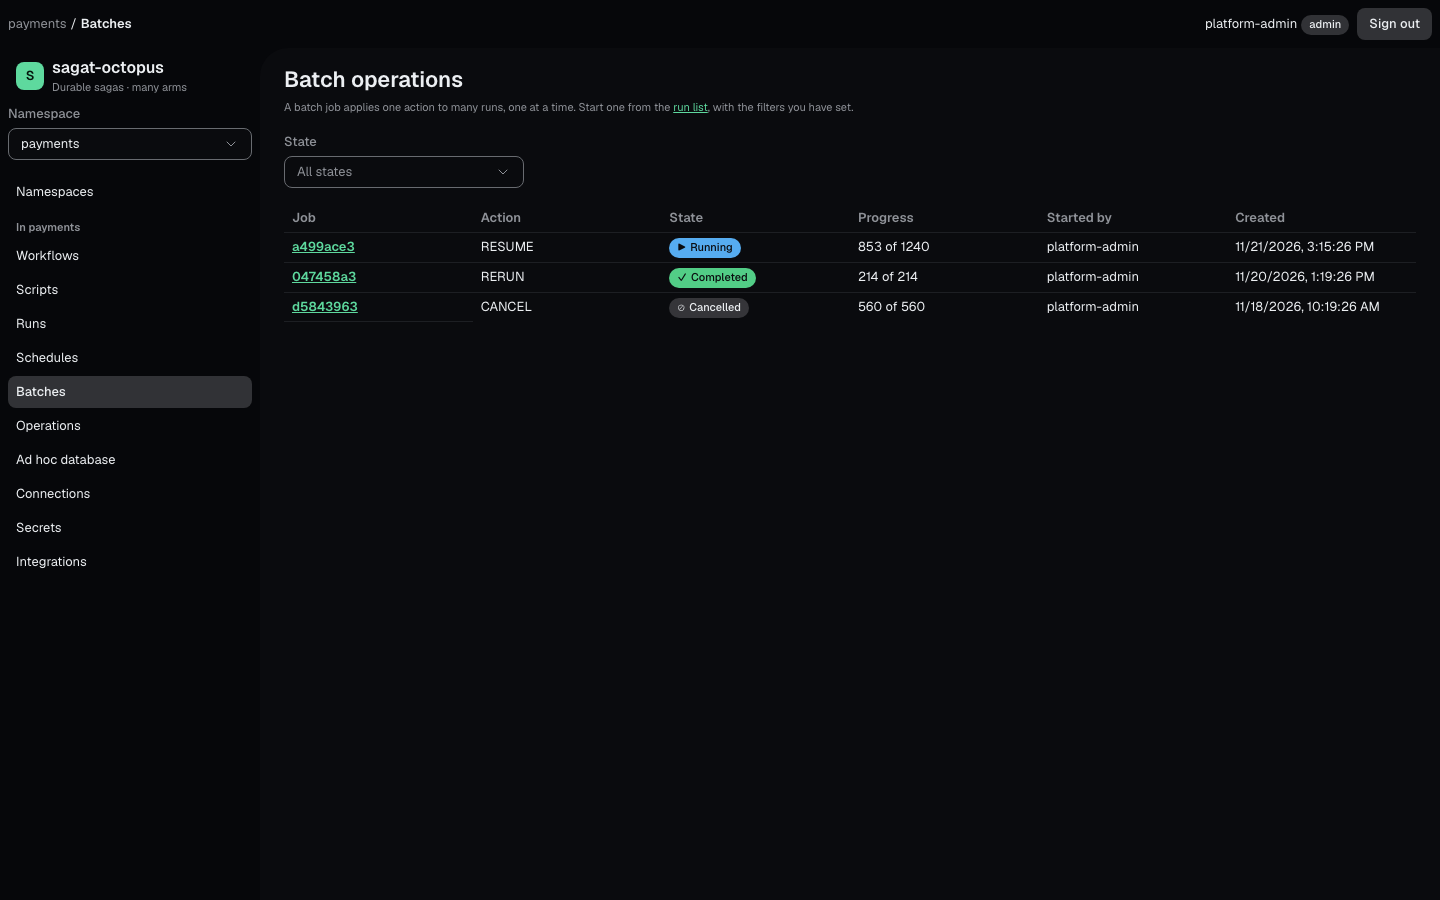 payments / Batches
platform-admin admin Sign out
S
sagat-octopus
Durable sagas · many arms
Namespace
payments
Namespaces
In payments
Workflows
Scripts
Runs
Schedules
Batches
Operations
Ad hoc database
Connections
Secrets
Integrations
Batch operations
A batch job applies one action to many runs, one at a time. Start one from the run list, with the filters you have set.
State
All states
Job Action State Progress Started by Created
a499ace3 RESUME Running 853 of 1240 platform-admin 11/21/2026, 3:15:26 PM
047458a3 RERUN Completed 214 of 214 platform-admin 11/20/2026, 1:19:26 PM
d5843963 CANCEL Cancelled 560 of 560 platform-admin 11/18/2026, 10:19:26 AM